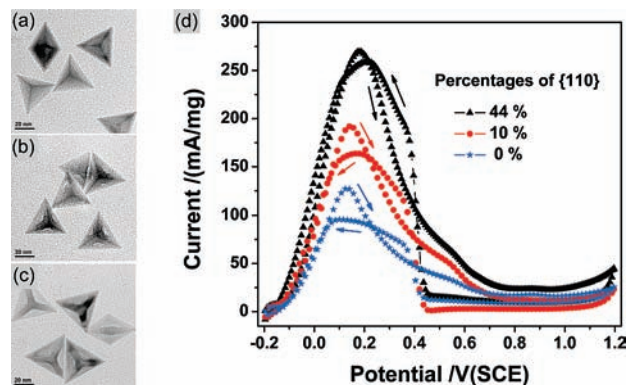 (a)
20 nm
(b)
20 nm
(c)
20 nm
(d)
Current /(mA/mg)
300
250
200
150
100
50
0
Percentages of {110}
44 %
10 %
0 %
-0.2 0.0 0.2 0.4 0.6 0.8 1.0 1.2
Potential /V(SCE)